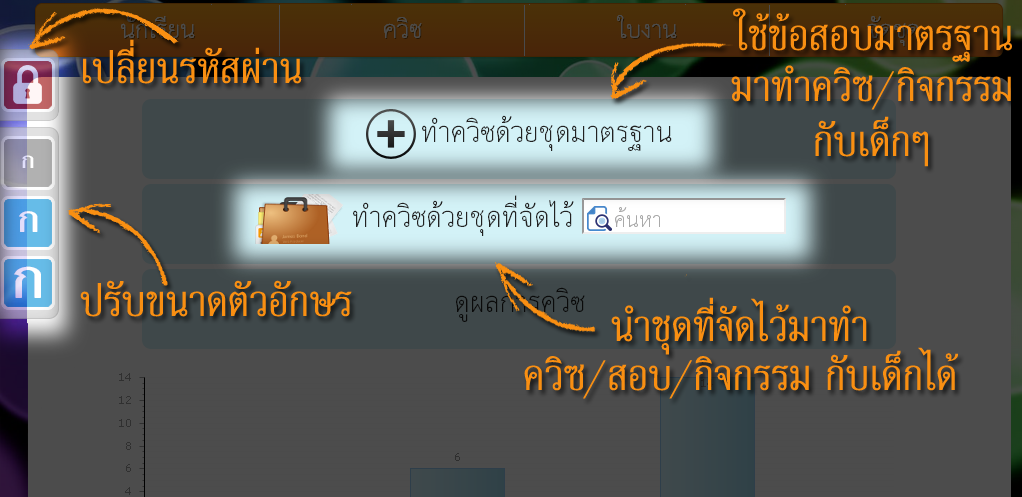 นักเรียน
ควิซ
ใบงาน
เปลี่ยนรหัสผ่าน
ใช้ข้อสอบมาตรฐาน
มาทำควิซ/กิจกรรม
กับเด็กๆ
ทำควิซด้วยชุดมาตรฐาน
ก
ก
ก
ทำควิซด้วยชุดที่จัดไว้
ค้นหา
ปรับขนาดตัวอักษร
ดูผลการควิซ
นำชุดที่จัดไว้มาทำ
ควิซ/สอบ/กิจกรรม กับเด็กได้
14
12
10
8
6
6
4